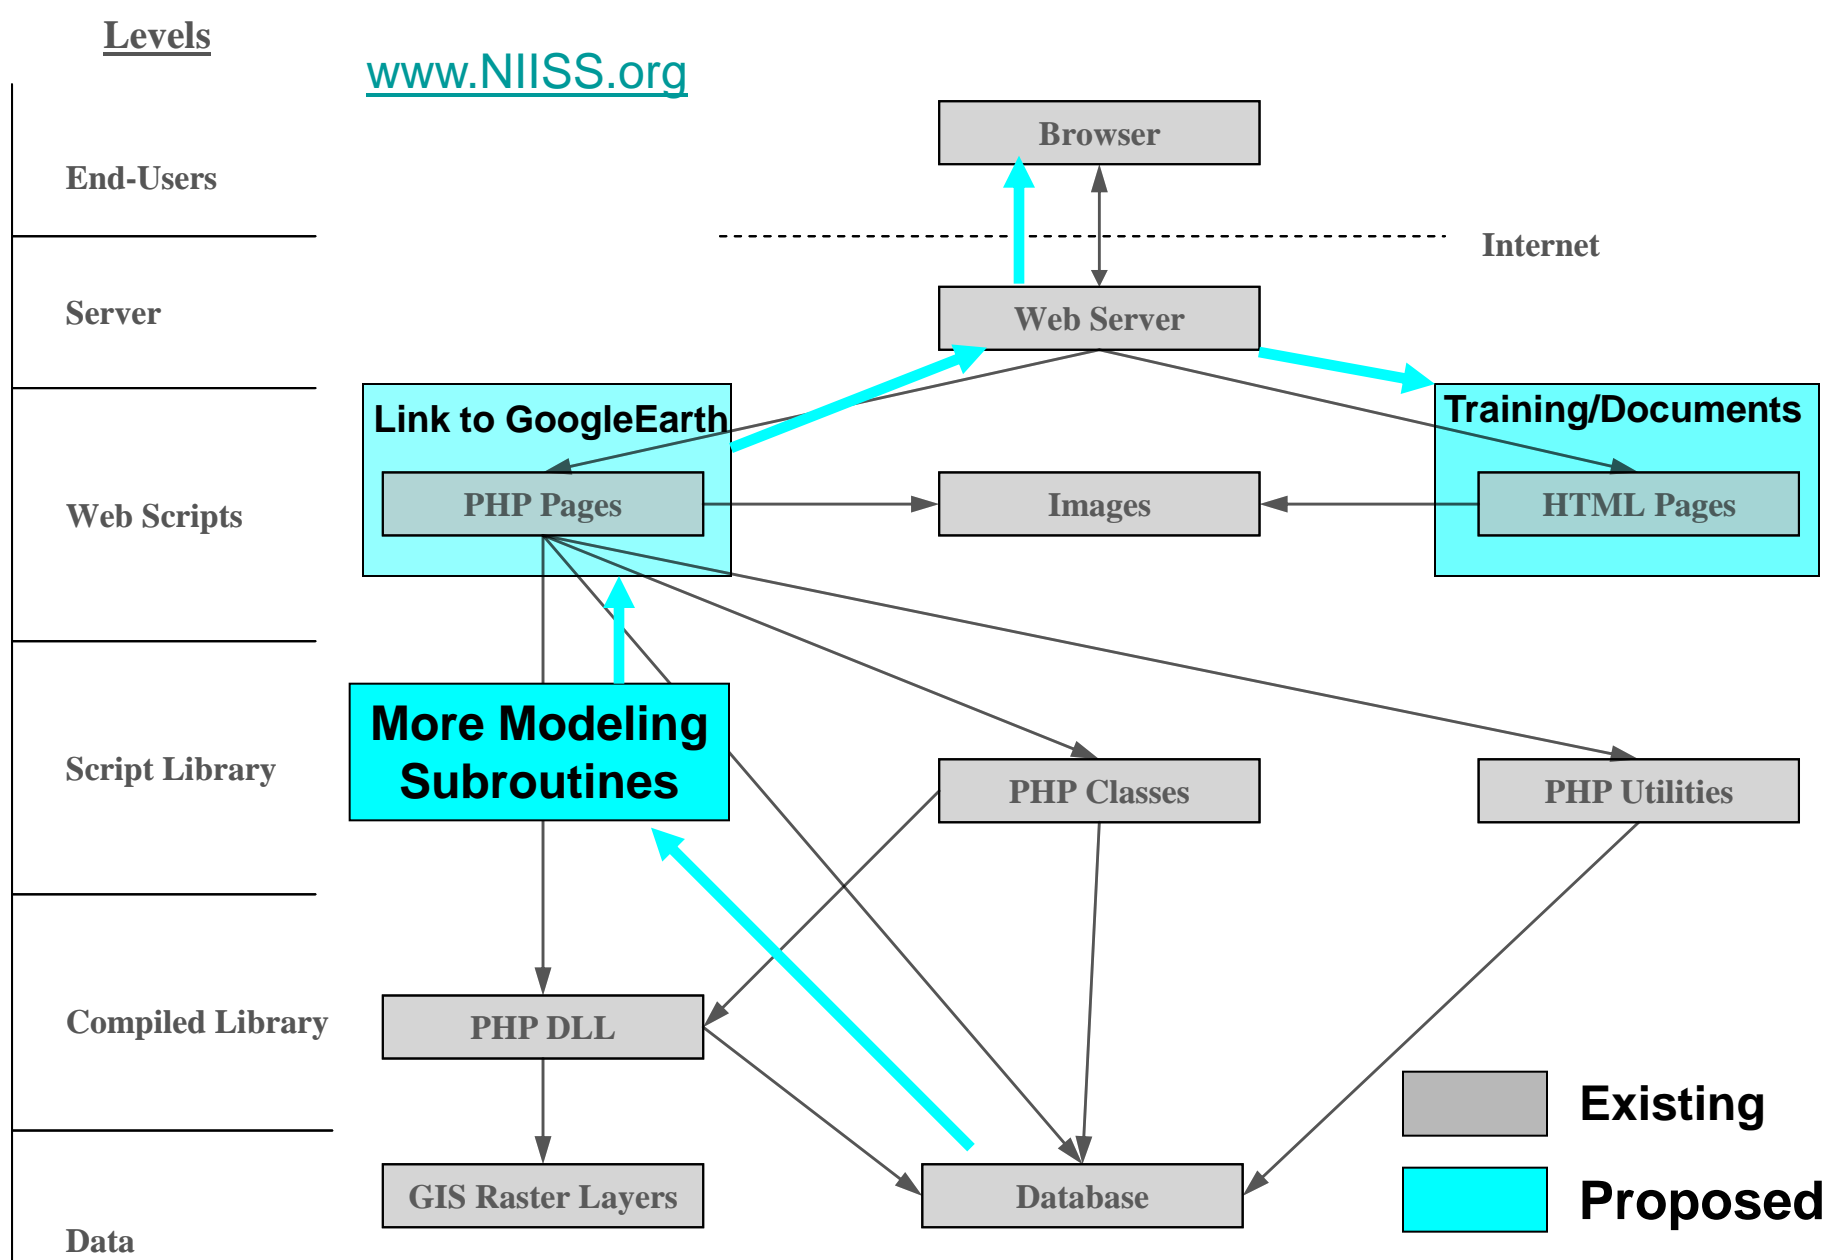 Levels
www.NIISS.org
Browser
End-Users
Internet
Server
Web Server
Link to GoogleEarth
Training/Documents
Web Scripts
PHP Pages
Images
HTML Pages
More Modeling
Subroutines
Script Library
PHP Classes
PHP Utilities
Compiled Library
PHP DLL
Existing
GIS Raster Layers
Database
Proposed
Data